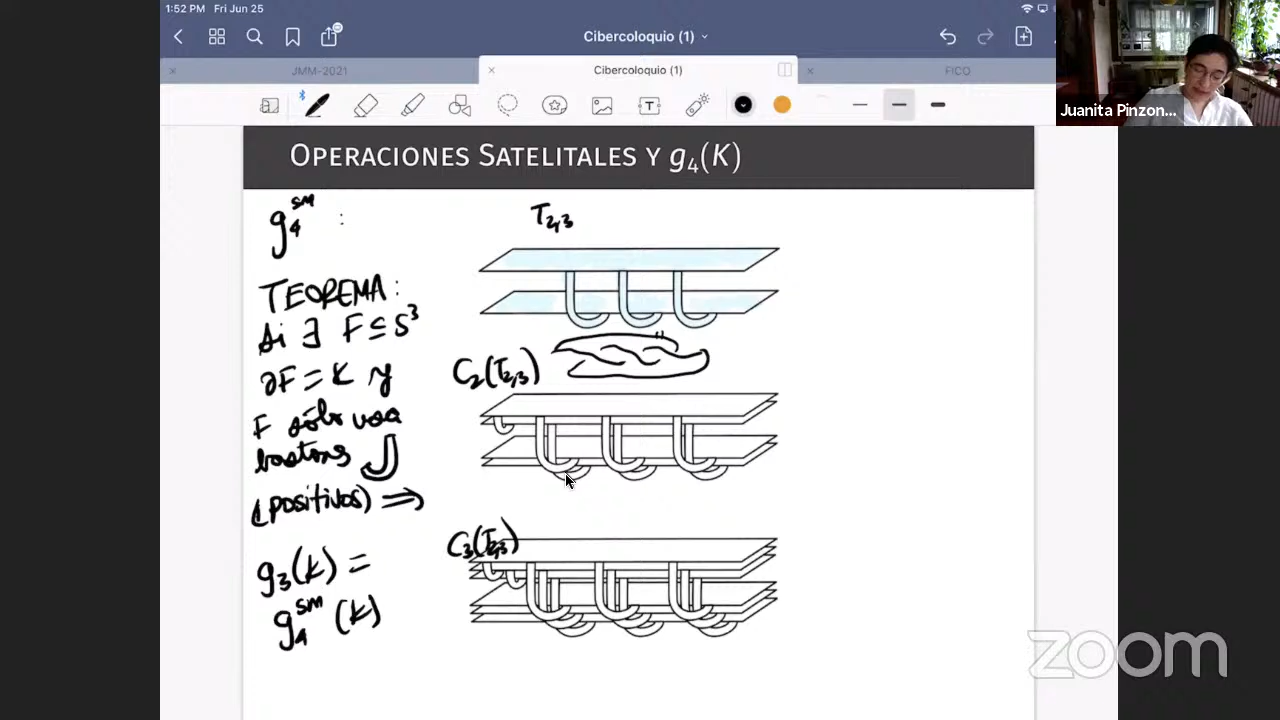 1:52 PM Fri Jun 25
Cibercoloquio (1)
JMM-2021
Cibercoloquio (1)
FICO
Juanita Pinzon...
OPERACIONES SATELITALES Y g₄(K)
g₄ˢᵐ :
T₂,₃
TEOREMA:
Si ∃ F ⊆ S³
∂F = K y
F sólo usa
bastones
(positivos) ⇒
g₃(K) =
g₄ˢᵐ (K)
C₂(T₂,₃)
C₃(T₂,₃)
zoom